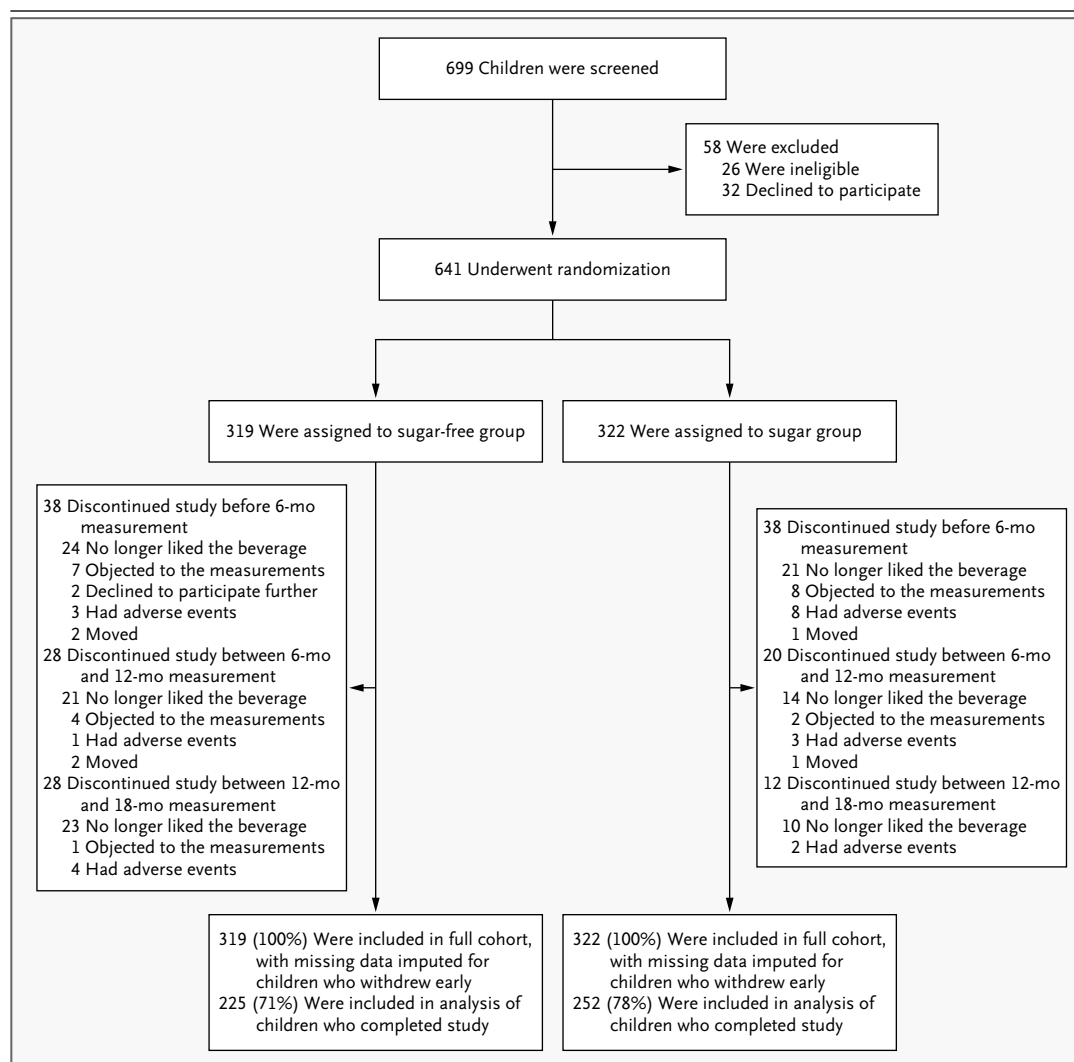 699 Children were screened
58 Were excluded
26 Were ineligible
32 Declined to participate
641 Underwent randomization
319 Were assigned to sugar-free group
322 Were assigned to sugar group
38 Discontinued study before 6-mo
measurement
24 No longer liked the beverage
7 Objected to the measurements
2 Declined to participate further
3 Had adverse events
2 Moved
28 Discontinued study between 6-mo
and 12-mo measurement
21 No longer liked the beverage
4 Objected to the measurements
1 Had adverse events
2 Moved
28 Discontinued study between 12-mo
and 18-mo measurement
23 No longer liked the beverage
1 Objected to the measurements
4 Had adverse events
38 Discontinued study before 6-mo
measurement
21 No longer liked the beverage
8 Objected to the measurements
8 Had adverse events
1 Moved
20 Discontinued study between 6-mo
and 12-mo measurement
14 No longer liked the beverage
2 Objected to the measurements
3 Had adverse events
1 Moved
12 Discontinued study between 12-mo
and 18-mo measurement
10 No longer liked the beverage
2 Had adverse events
319 (100%) Were included in full cohort,
with missing data imputed for
children who withdrew early
225 (71%) Were included in analysis of
children who completed study
322 (100%) Were included in full cohort,
with missing data imputed for
children who withdrew early
252 (78%) Were included in analysis of
children who completed study